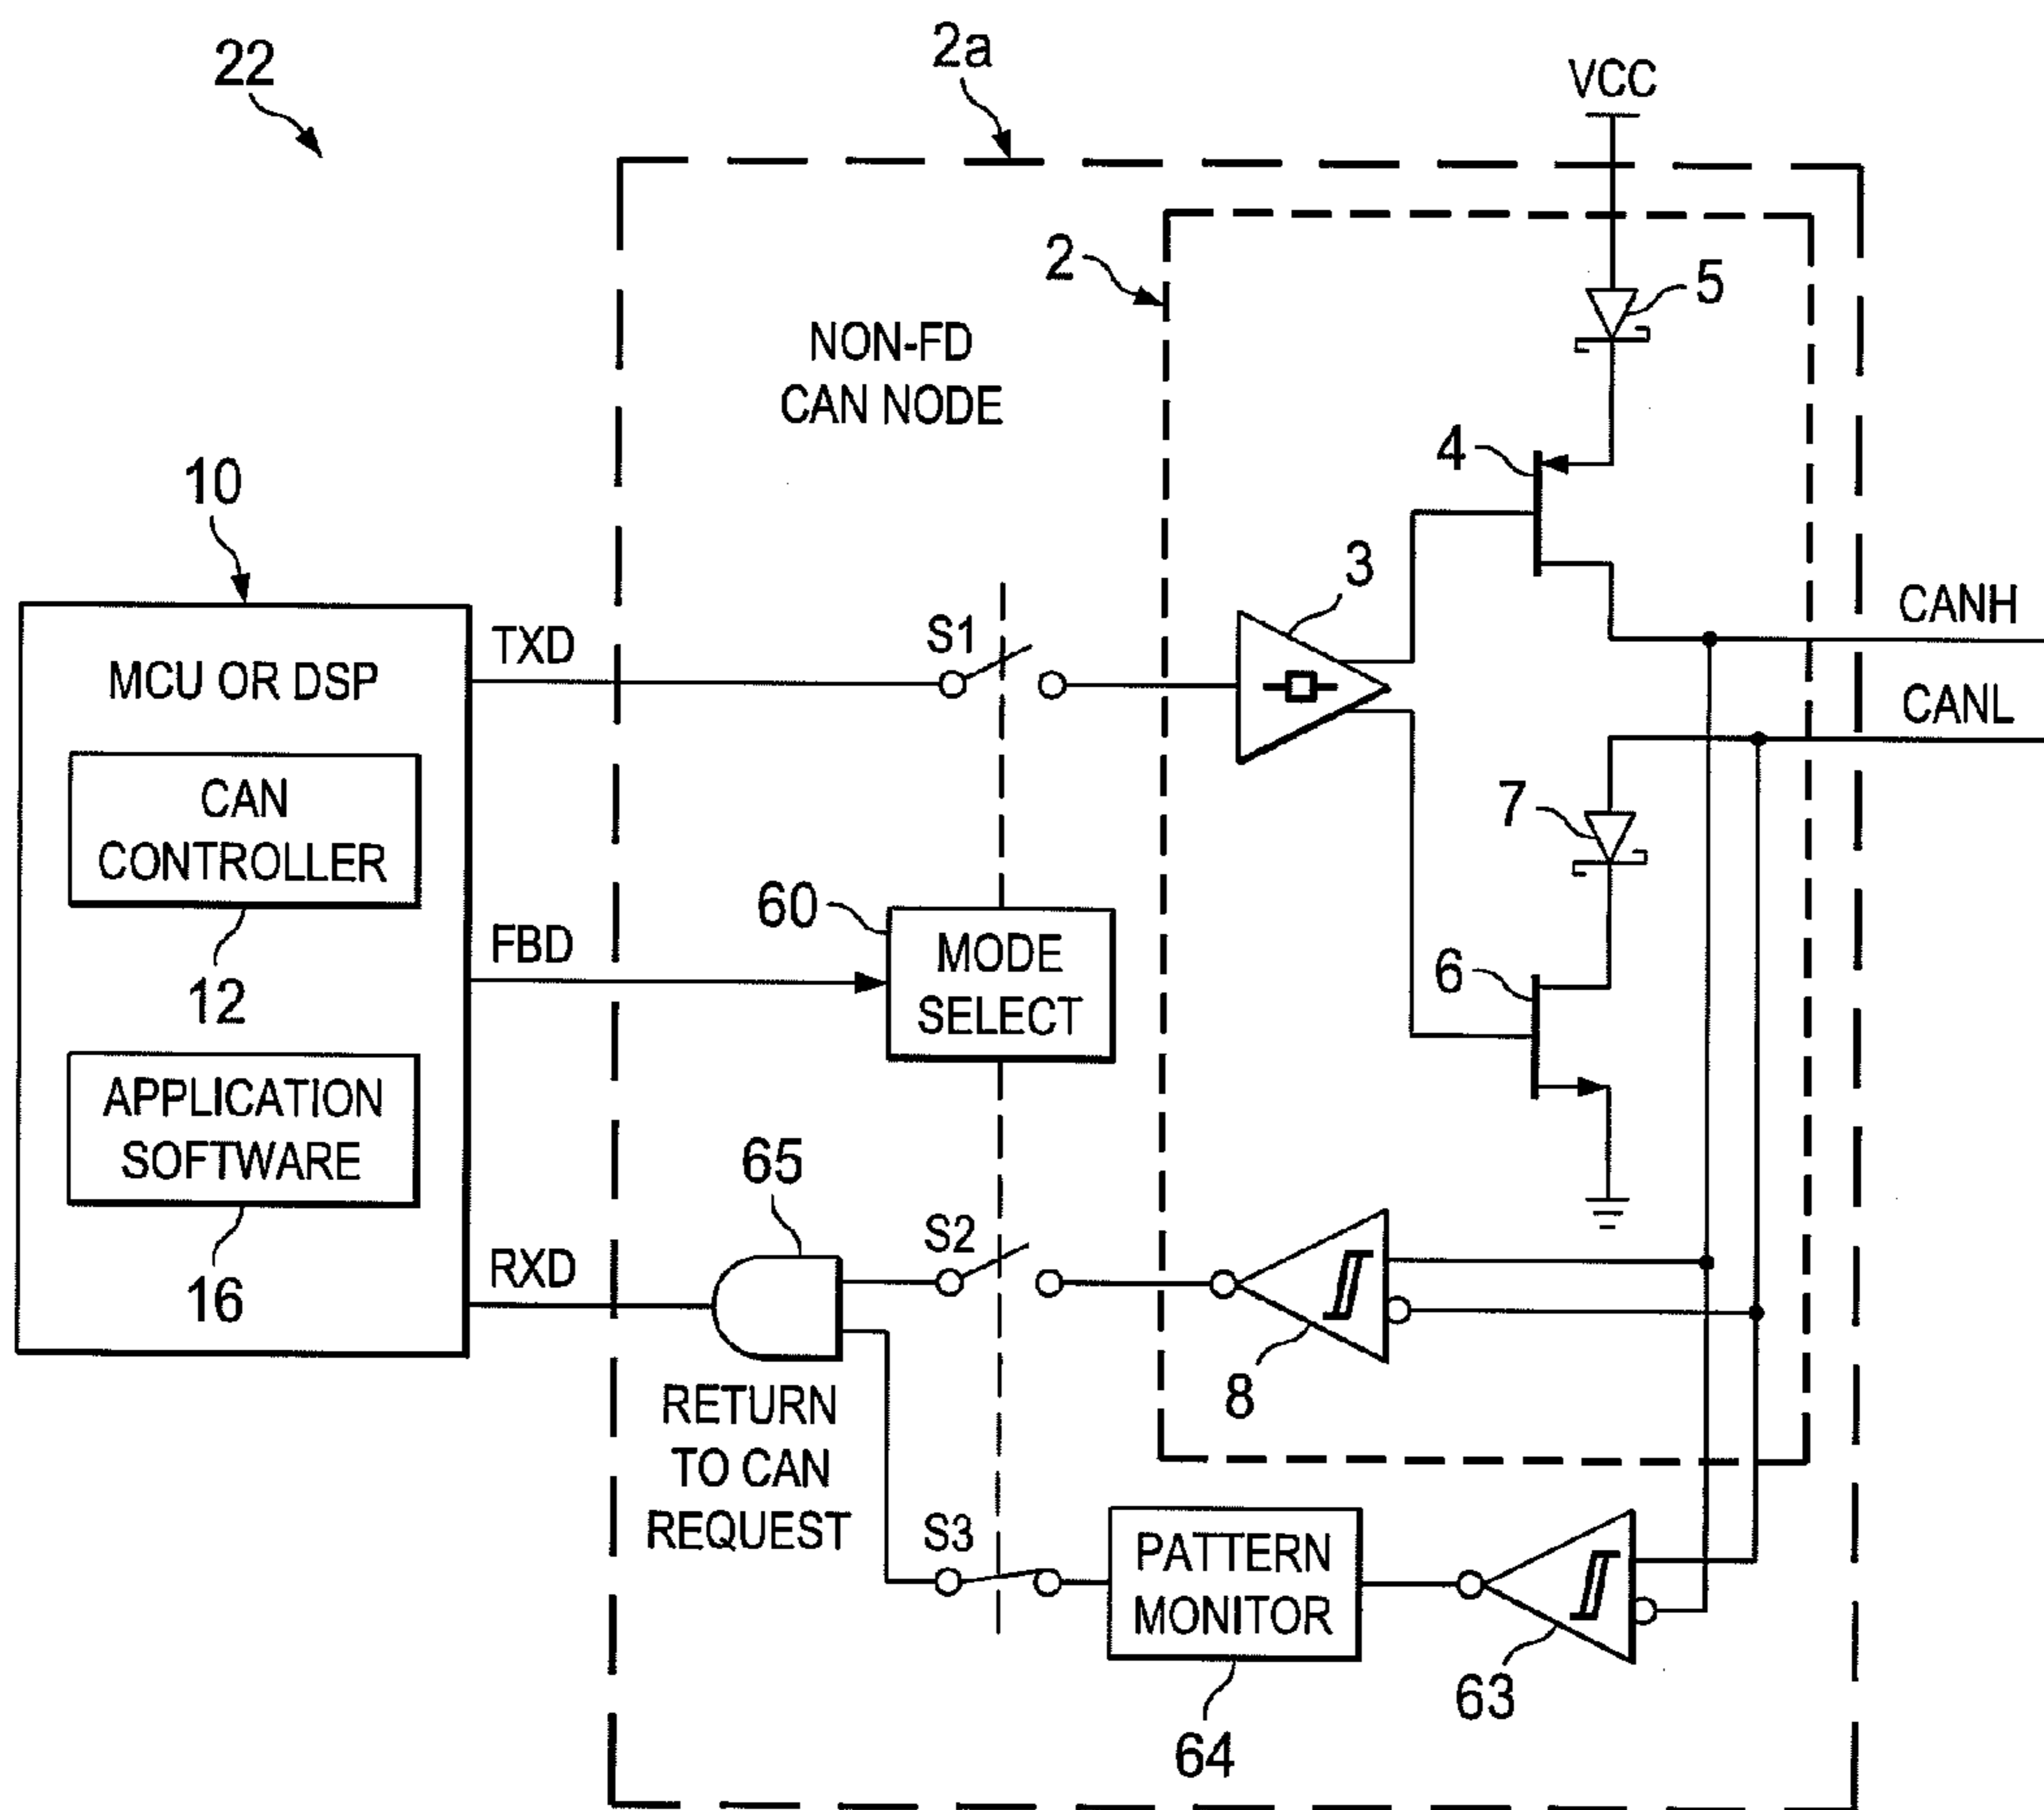 22
2a
VCC
2
5
NON-FD
CAN NODE
4
10
3
CANH
TXD
S1
MCU OR DSP
CANL
CAN
CONTROLLER
7
60
12
FBD
MODE
SELECT
6
APPLICATION
SOFTWARE
65
16
RXD
S2
8
RETURN
TO CAN
REQUEST
S3
PATTERN
MONITOR
63
64